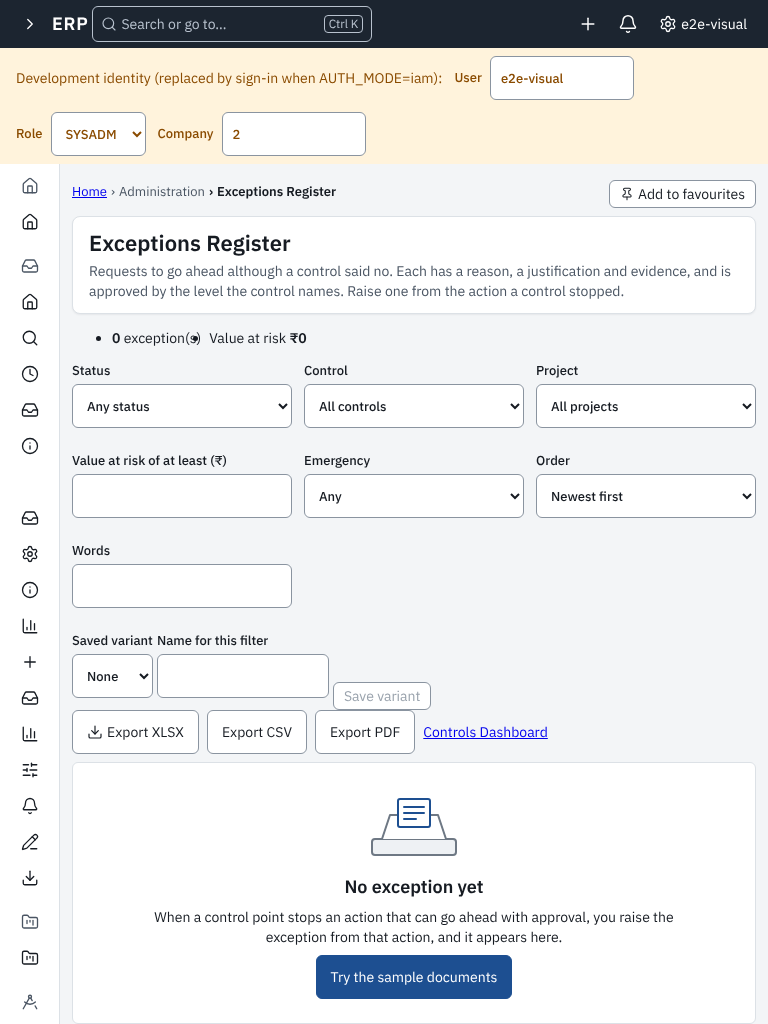 ERP
Search or go to...
Ctrl K
e2e-visual
Development identity (replaced by sign-in when AUTH_MODE=iam):
User
e2e-visual
Role
SYSADM
Company
2
Home › Administration › Exceptions Register
Add to favourites
Exceptions Register
Requests to go ahead although a control said no. Each has a reason, a justification and evidence, and is
approved by the level the control names. Raise one from the action a control stopped.
• 0 exception(s) • Value at risk ₹0
Status
Control
Project
Any status
All controls
All projects
Value at risk of at least (₹)
Emergency
Order
Any
Newest first
Words
Saved variant
Name for this filter
None
Save variant
Export XLSX
Export CSV
Export PDF
Controls Dashboard
No exception yet
When a control point stops an action that can go ahead with approval, you raise the
exception from that action, and it appears here.
Try the sample documents